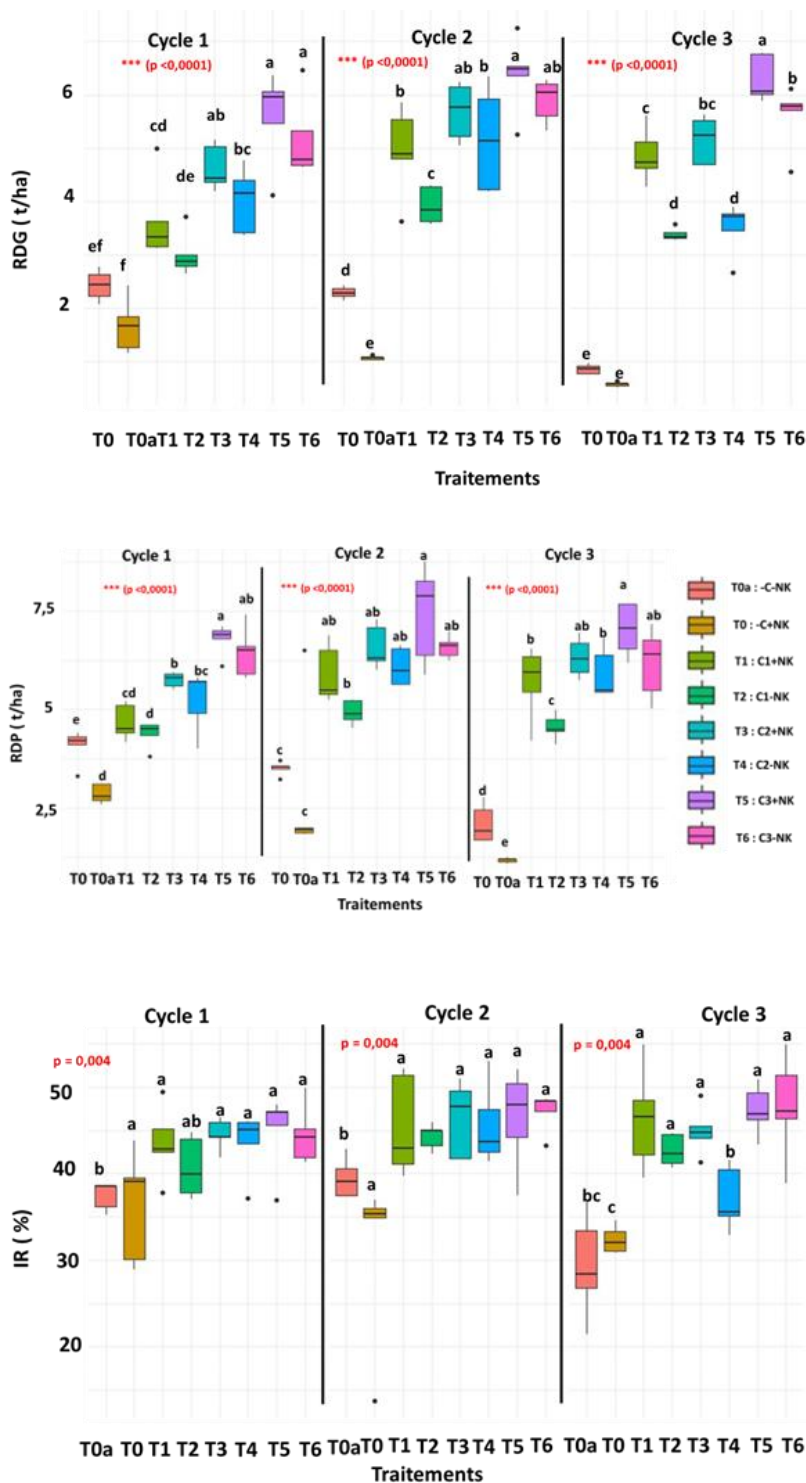 Cycle 1 Cycle 2 Cycle 3
*** (p <0,0001) *** (p <0,0001) *** (p <0,0001)
RDG ( t/ha)
6
4
2
ef f cd de ab bc a a
d e b c ab b a ab
e e c d bc d a b
T0 T0a T1 T2 T3 T4 T5 T6 T0 T0a T1 T2 T3 T4 T5 T6 T0 T0a T1 T2 T3 T4 T5 T6
Traitements
Cycle 1 Cycle 2 Cycle 3
*** (p <0,0001) *** (p <0,0001) *** (p <0,0001)
RDP ( t/ha)
7,5
5
2,5
e d cd d b bc a ab
c c ab b ab ab a ab
d e b c ab b a ab
T0 T0a T1 T2 T3 T4 T5 T6 T0 T0a T1 T2 T3 T4 T5 T6 T0 T0a T1 T2 T3 T4 T5 T6
Traitements
T0a : -C-NK
T0 : -C+NK
T1 : C1+NK
T2 : C1-NK
T3 : C2+NK
T4 : C2-NK
T5 : C3+NK
T6 : C3-NK
Cycle 1 Cycle 2 Cycle 3
p = 0,004 p = 0,004 p = 0,004
IR ( %)
50
40
30
20
b a a ab a a a a
b a a a a a a a
bc c a a a b a a
T0a T0 T1 T2 T3 T4 T5 T6 T0a T0 T1 T2 T3 T4 T5 T6 T0a T0 T1 T2 T3 T4 T5 T6
Traitements